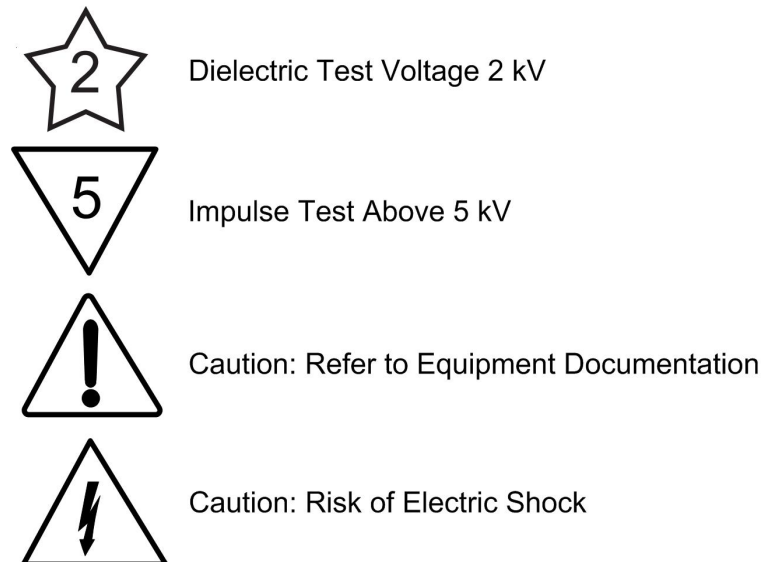 2
Dielectric Test Voltage 2 kV
5
Impulse Test Above 5 kV
!
Caution: Refer to Equipment Documentation
Caution: Risk of Electric Shock